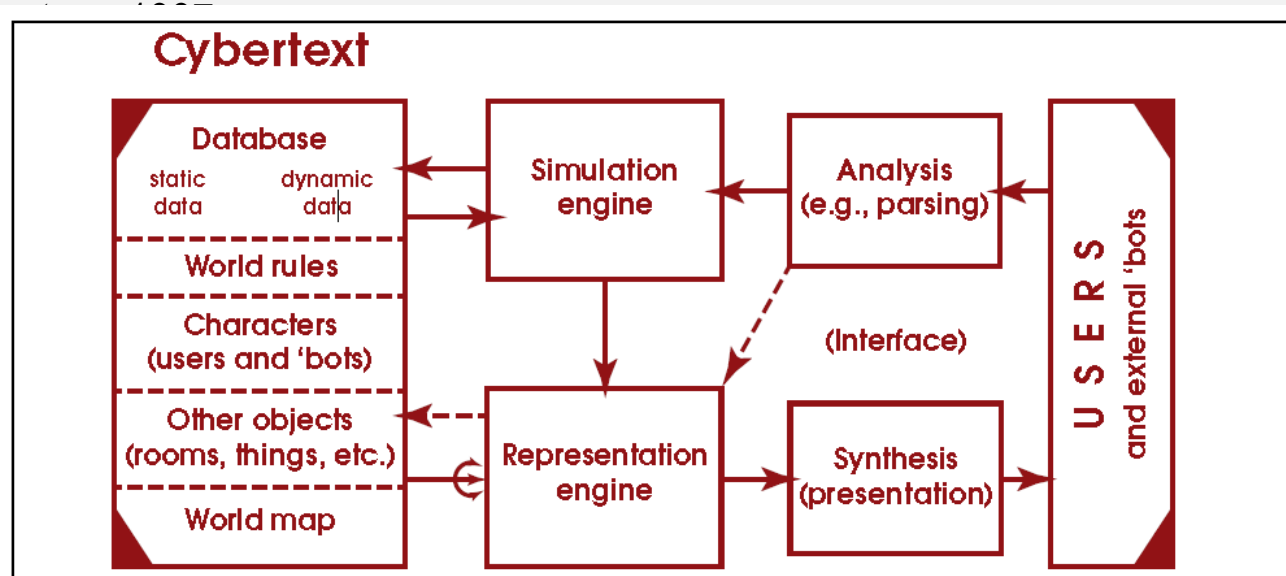 Cybertext
Database
static
data
dynamic
data
World rules
Characters
(users and ‘bots)
Other objects
(rooms, things, etc.)
World map
Simulation
engine
Representation
engine
Analysis
(e.g., parsing)
(Interface)
Synthesis
(presentation)
USERS
and external ‘bots